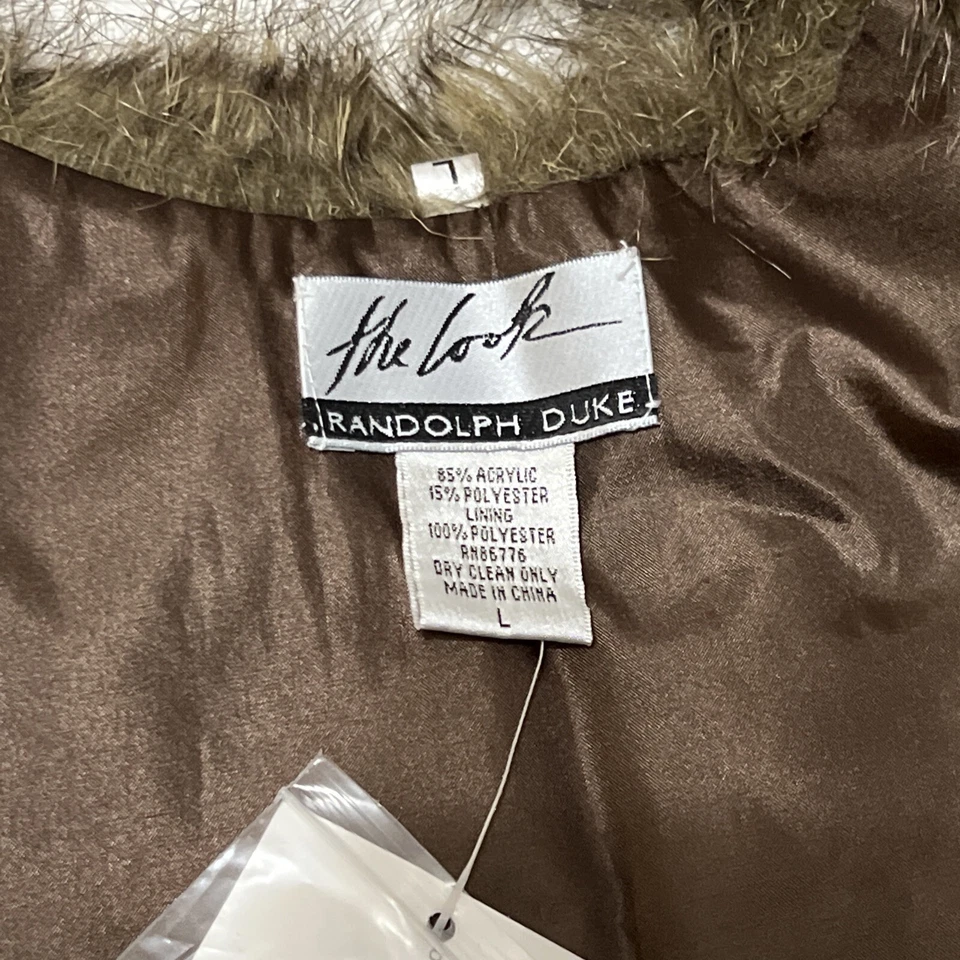 L
the look
RANDOLPH DUKE
85% ACRYLIC
15% POLYESTER
LINING
100% POLYESTER
RN86776
DRY CLEAN ONLY
MADE IN CHINA
L